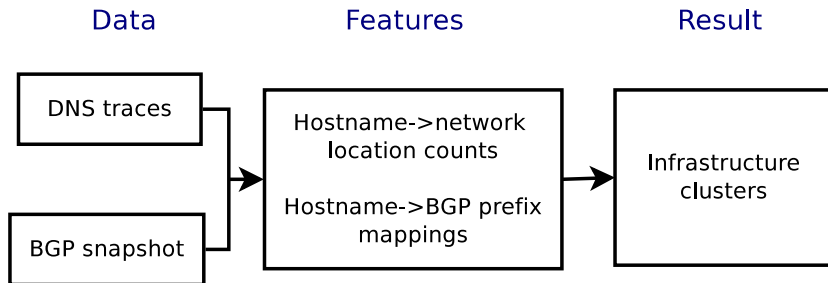 Data
Features
Result
DNS traces
BGP snapshot
Hostname->network
location counts
Hostname->BGP prefix
mappings
Infrastructure
clusters